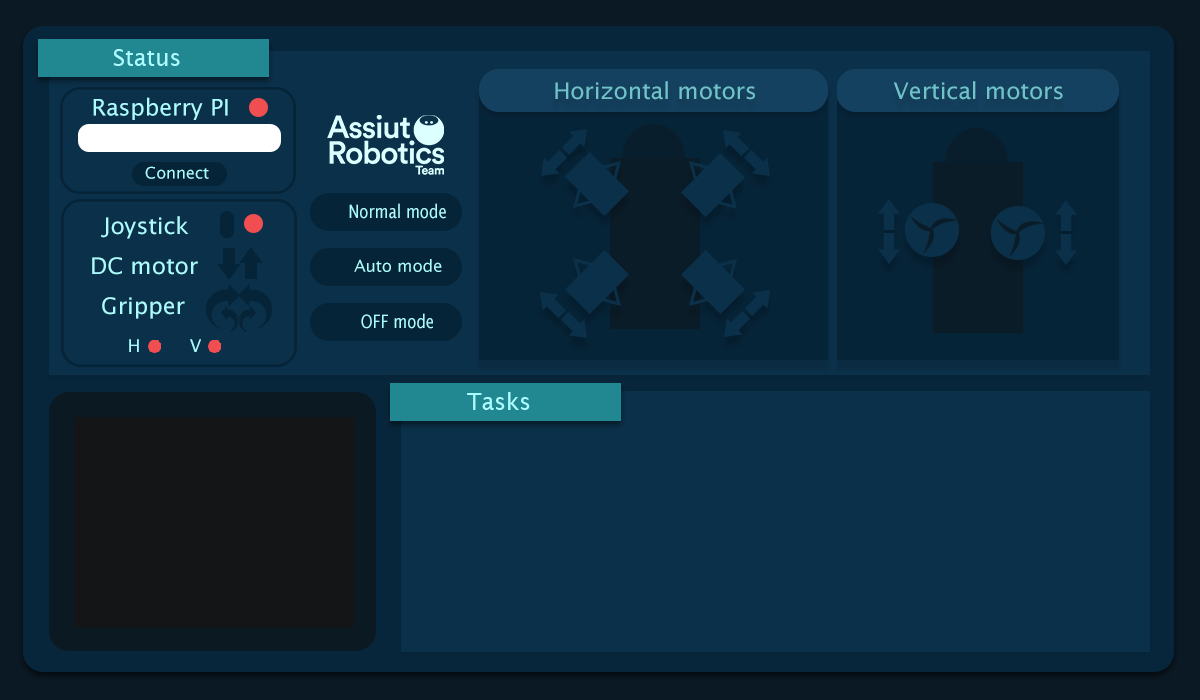 Status
Raspberry PI
Connect
Joystick
DC motor
Gripper
H V
Assiut
Robotics
Team
Normal mode
Auto mode
OFF mode
Horizontal motors
Vertical motors
Tasks